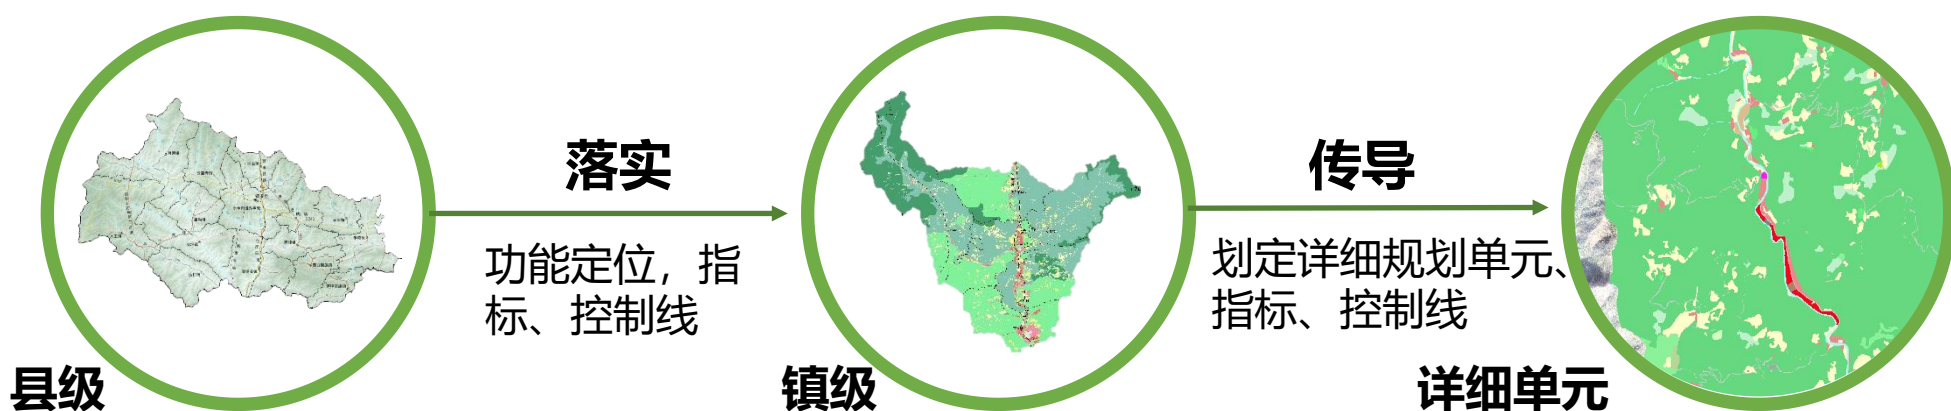 落实
功能定位，指
标、控制线
传导
划定详细规划单元、
指标、控制线
县级
镇级
详细单元